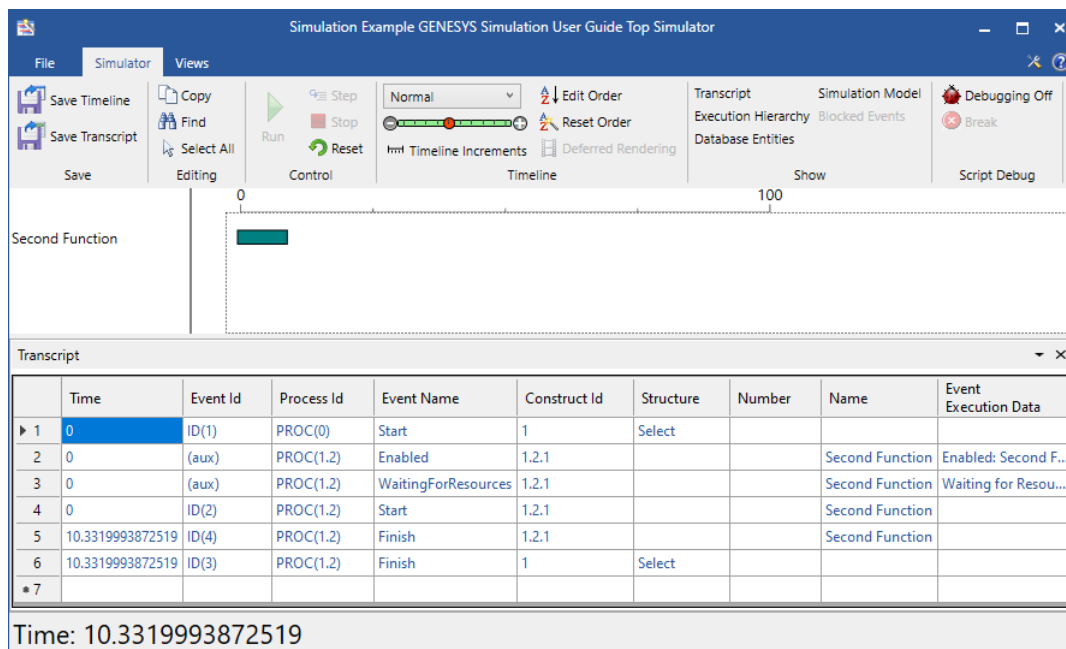 Simulation Example GENESYS Simulation User Guide Top Simulator
File Simulator Views
Save Timeline
Save Transcript
Save
Copy
Find
Select All
Editing
Run
Step
Stop
Reset
Control
Normal
Timeline Increments
Edit Order
Reset Order
Deferred Rendering
Timeline
Transcript Simulation Model
Execution Hierarchy Blocked Events
Database Entities
Show
Debugging Off
Break
Script Debug
0 100
Second Function
Transcript
Time Event Id Process Id Event Name Construct Id Structure Number Name Event Execution Data
1 0 ID(1) PROC(0) Start 1 Select
2 0 (aux) PROC(1.2) Enabled 1.2.1 Second Function Enabled: Second F...
3 0 (aux) PROC(1.2) WaitingForResources 1.2.1 Second Function Waiting for Resou...
4 0 ID(2) PROC(1.2) Start 1.2.1 Second Function
5 10.3319993872519 ID(4) PROC(1.2) Finish 1.2.1 Second Function
6 10.3319993872519 ID(3) PROC(1.2) Finish 1 Select
* 7
Time: 10.3319993872519